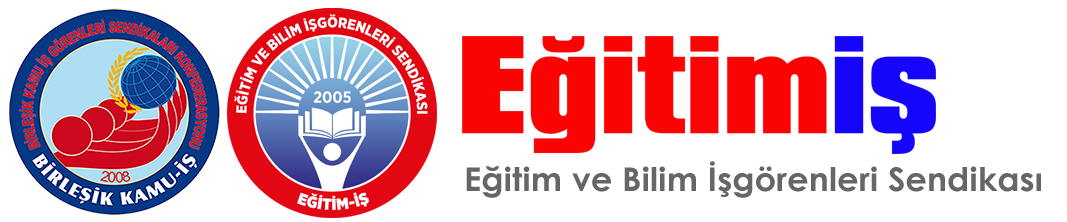 BİRLEŞİK KAMU İŞ GÖRENLERİ SENDİKALARI KONFEDERASYONU
2008
BİRLEŞİK KAMU-İŞ
EĞİTİM VE BİLİM İŞGÖRENLERİ SENDİKASI
2005
EĞİTİM-İŞ
Eğitimiş
Eğitim ve Bilim İşgörenleri Sendikası